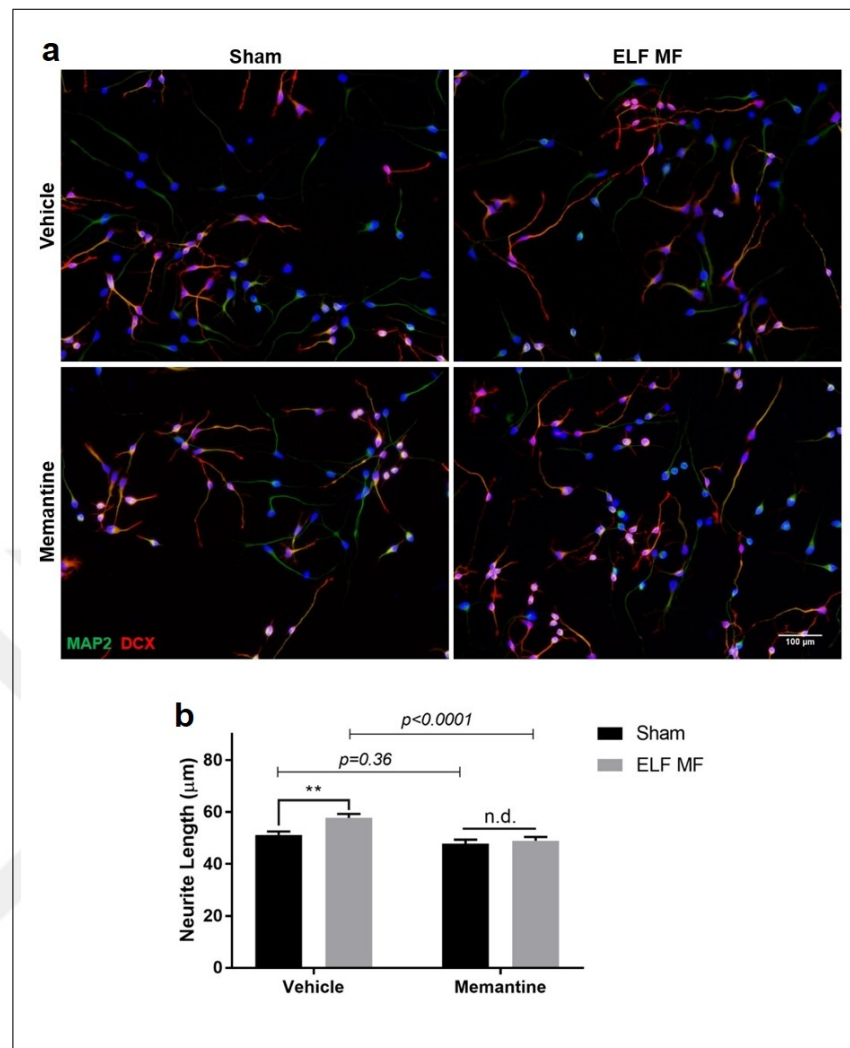 a
Sham ELF MF
Vehicle
Memantine
MAP2 DCX
100 µm
b
p<0.0001
p=0.36
**
n.d.
Sham
ELF MF
Neurite Length (µm)
80
60
40
20
0
Vehicle Memantine